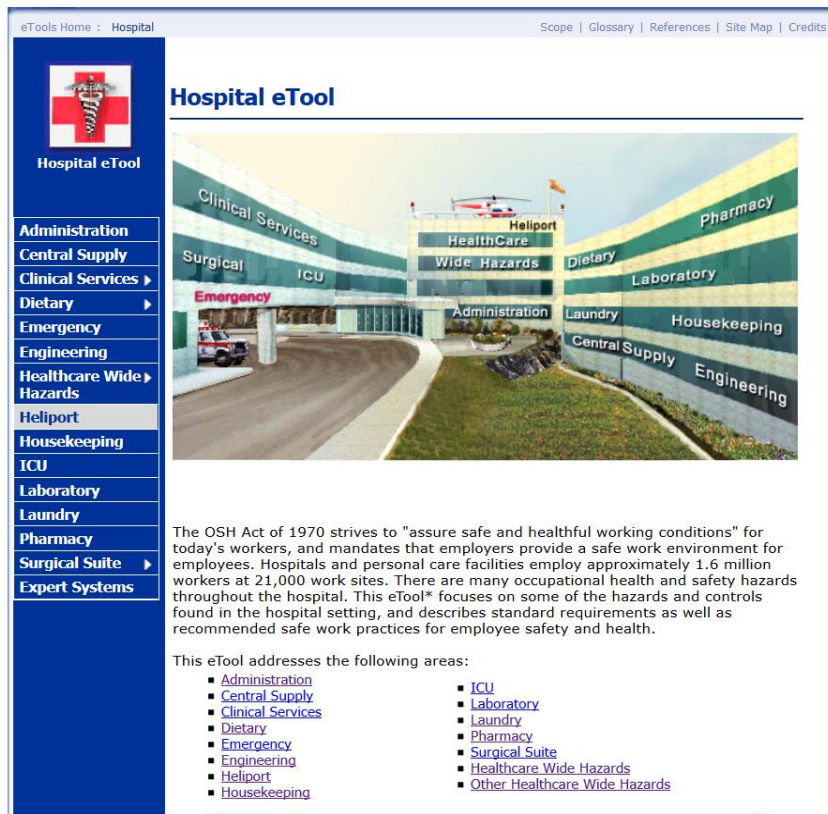 eTools Home : Hospital
Scope | Glossary | References | Site Map | Credits
Hospital eTool
Administration
Central Supply
Clinical Services
Dietary
Emergency
Engineering
Healthcare Wide
Hazards
Heliport
Housekeeping
ICU
Laboratory
Laundry
Pharmacy
Surgical Suite
Expert Systems
Hospital eTool
Clinical Services
Surgical
ICU
Emergency
Heliport
HealthCare
Wide Hazards
Administration
Pharmacy
Dietary
Laboratory
Laundry
Housekeeping
Central Supply
Engineering
The OSH Act of 1970 strives to "assure safe and healthful working conditions" for
today's workers, and mandates that employers provide a safe work environment for
employees. Hospitals and personal care facilities employ approximately 1.6 million
workers at 21,000 work sites. There are many occupational health and safety hazards
throughout the hospital. This eTool* focuses on some of the hazards and controls
found in the hospital setting, and describes standard requirements as well as
recommended safe work practices for employee safety and health.
This eTool addresses the following areas:
Administration
Central Supply
Clinical Services
Dietary
Emergency
Engineering
Heliport
Housekeeping
ICU
Laboratory
Laundry
Pharmacy
Surgical Suite
Healthcare Wide Hazards
Other Healthcare Wide Hazards